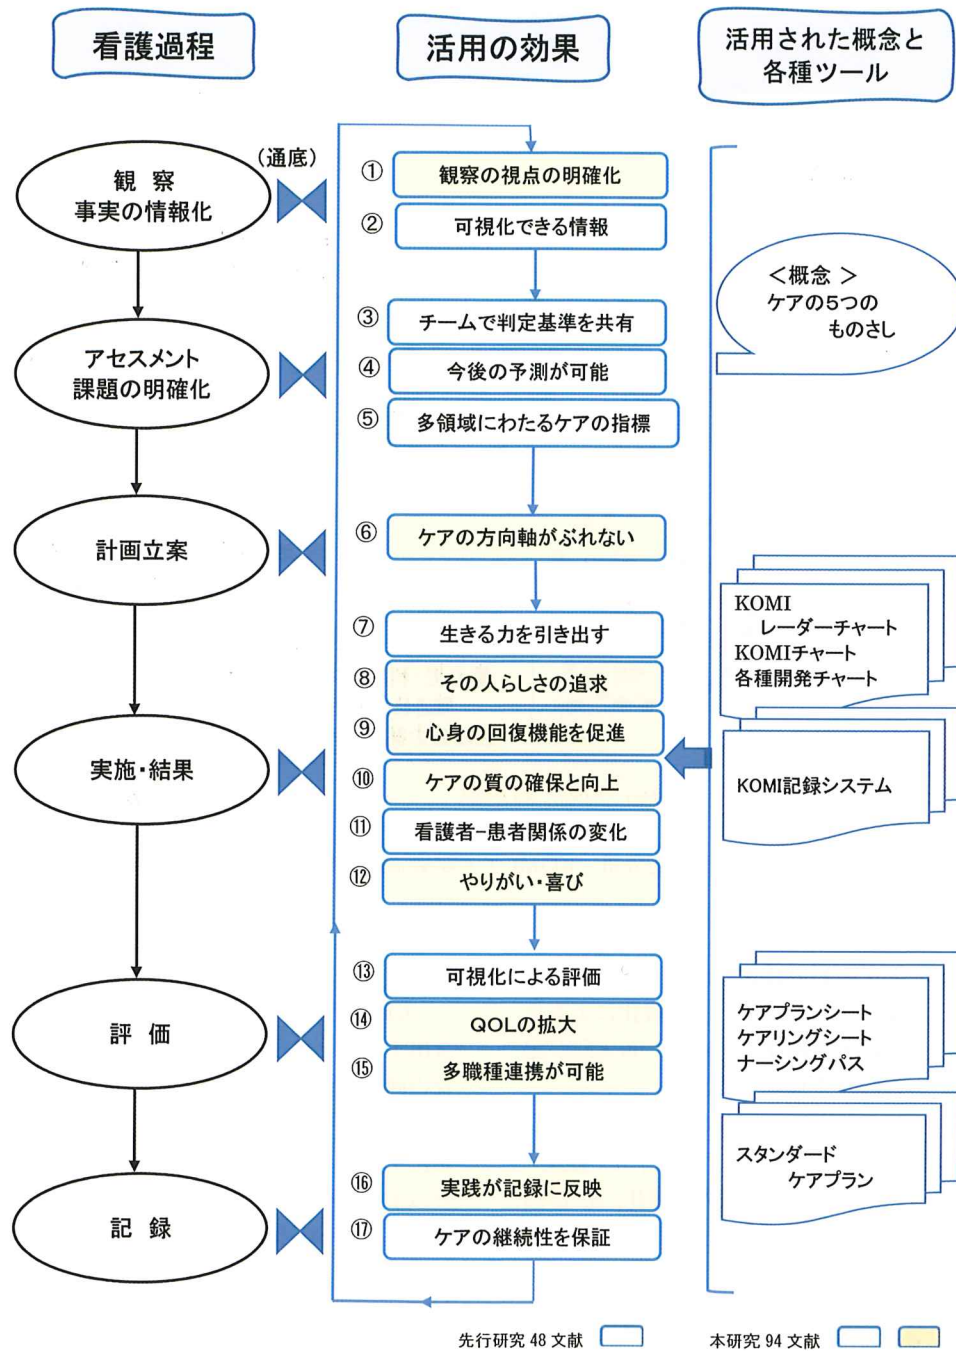 看護過程
活用の効果
活用された概念と
各種ツール
観 察
事実の情報化
(通底)
アセスメント
課題の明確化
計画立案
実施・結果
評 価
記 録
① 観察の視点の明確化
② 可視化できる情報
③ チームで判定基準を共有
④ 今後の予測が可能
⑤ 多領域にわたるケアの指標
⑥ ケアの方向軸がぶれない
⑦ 生きる力を引き出す
⑧ その人らしさの追求
⑨ 心身の回復機能を促進
⑩ ケアの質の確保と向上
⑪ 看護者-患者関係の変化
⑫ やりがい・喜び
⑬ 可視化による評価
⑭ QOLの拡大
⑮ 多職種連携が可能
⑯ 実践が記録に反映
⑰ ケアの継続性を保証
<概念 >
ケアの5つの
ものさし
KOMI
レーダーチャート
KOMIチャート
各種開発チャート
KOMI記録システム
ケアプランシート
ケアリングシート
ナーシングパス
スタンダード
ケアプラン
先行研究 48 文献
本研究 94 文献